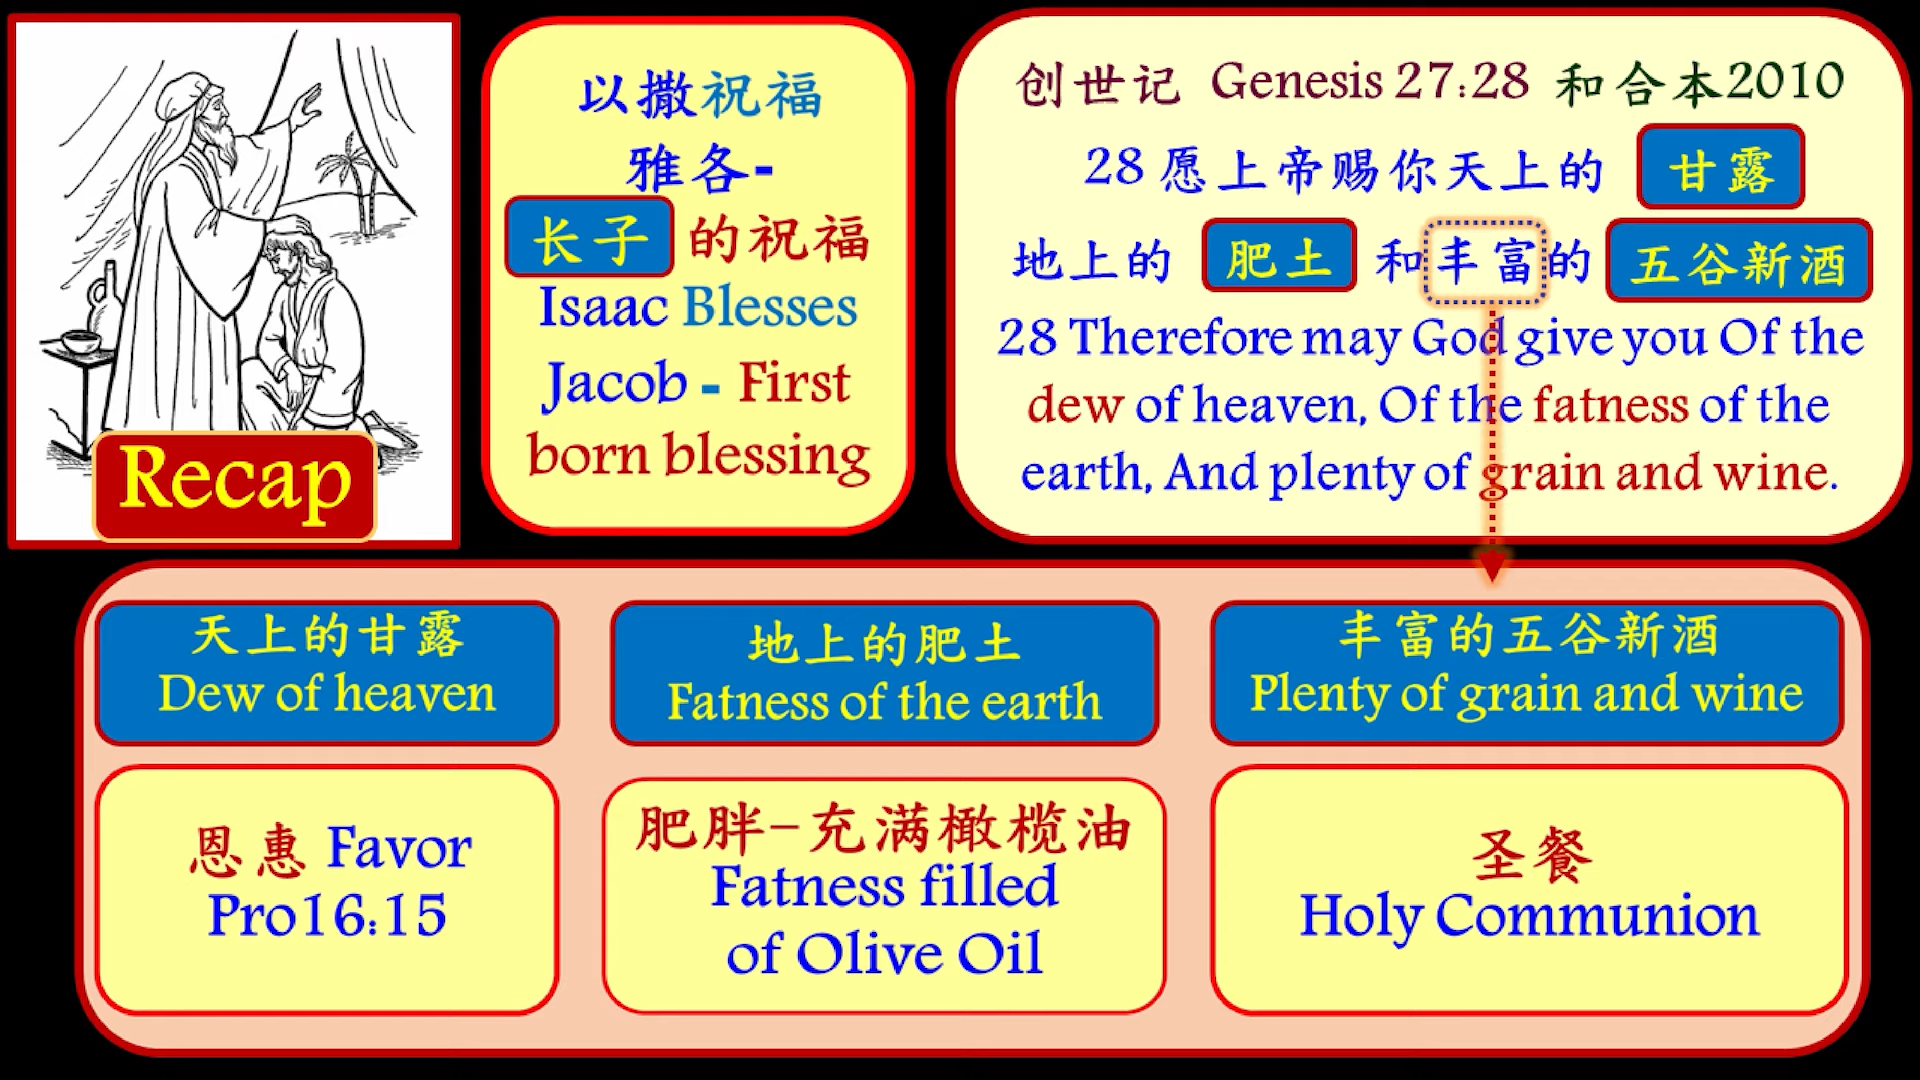 Recap
以撒祝福
雅各-
长子 的祝福
Isaac Blesses
Jacob - First
born blessing
创世记 Genesis 27:28 和合本2010
28 愿上帝赐你天上的 甘露
地上的 肥土 和丰富的 五谷新酒
28 Therefore may God give you Of the
dew of heaven, Of the fatness of the
earth, And plenty of grain and wine.
天上的甘露
Dew of heaven
地上的肥土
Fatness of the earth
丰富的五谷新酒
Plenty of grain and wine
恩惠 Favor
Pro16:15
肥胖-充满橄榄油
Fatness filled
of Olive Oil
圣餐
Holy Communion